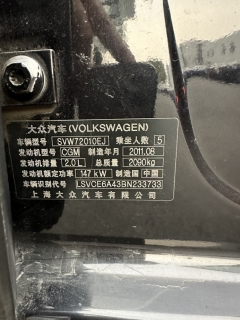 大众汽车(VOLKSWAGEN)
车辆型号 SVW72010EJ 乘坐人数 5
发动机型号 CGM 制造年月 2011.08
发动机排量 2.0 L 总质量 2090kg
发动机额定功率 147 kW 制造国 中国
车辆识别代号 LSVCE6A43BN233733
上海大众汽车有限公司